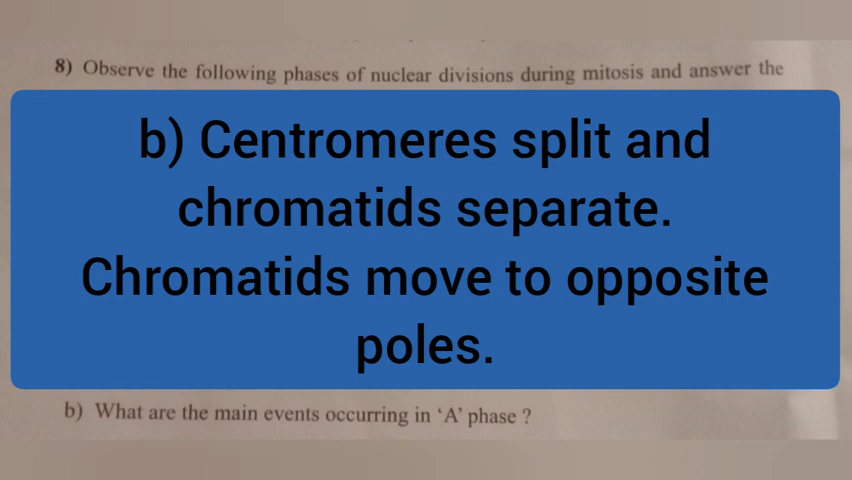 8) Observe the following phases of nuclear divisions during mitosis and answer the
b) Centromeres split and
chromatids separate.
Chromatids move to opposite
poles.
b) What are the main events occurring in ‘A’ phase ?